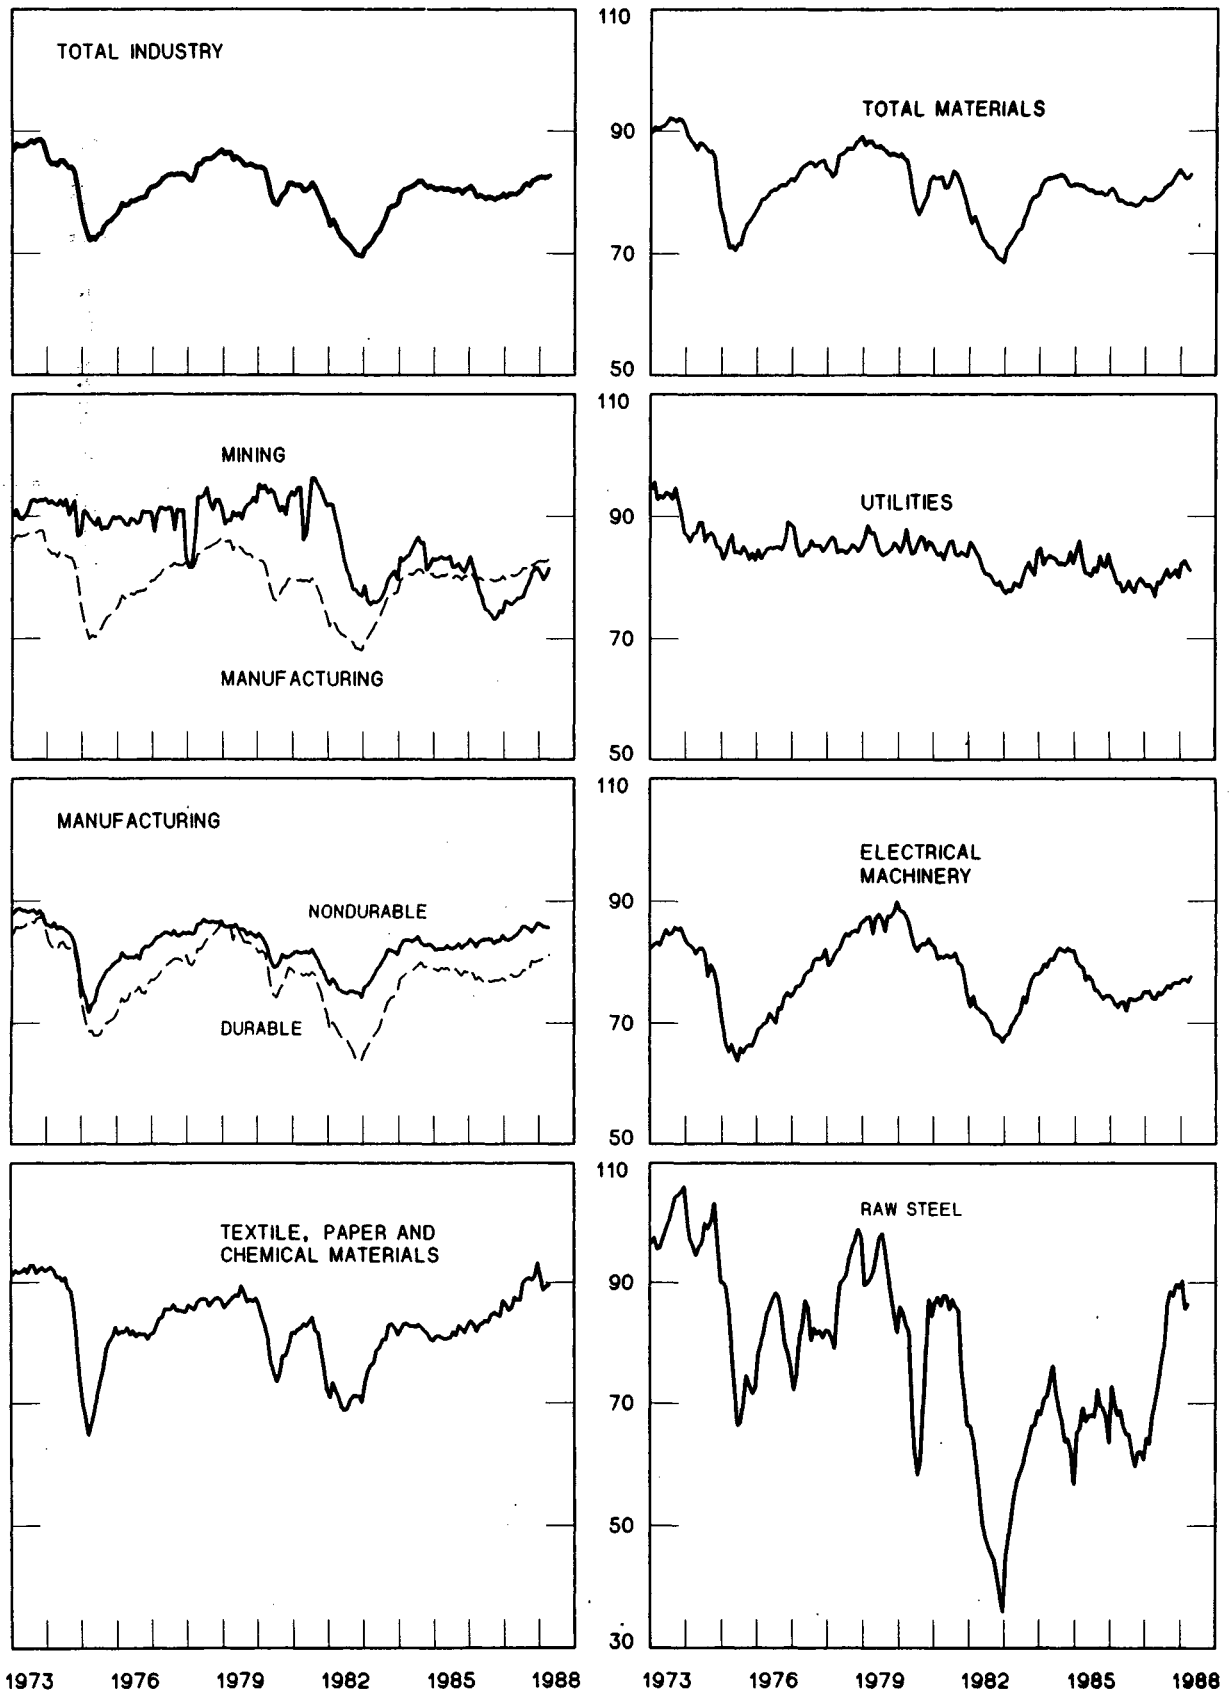 TOTAL INDUSTRY
110
TOTAL MATERIALS
90
70
50
MINING
MANUFACTURING
110
UTILITIES
90
70
50
MANUFACTURING
NONDURABLE
DURABLE
110
ELECTRICAL
MACHINERY
90
70
50
TEXTILE, PAPER AND
CHEMICAL MATERIALS
110
RAW STEEL
90
70
50
30
1973 1976 1979 1982 1985 1988
1973 1976 1979 1982 1985 1988